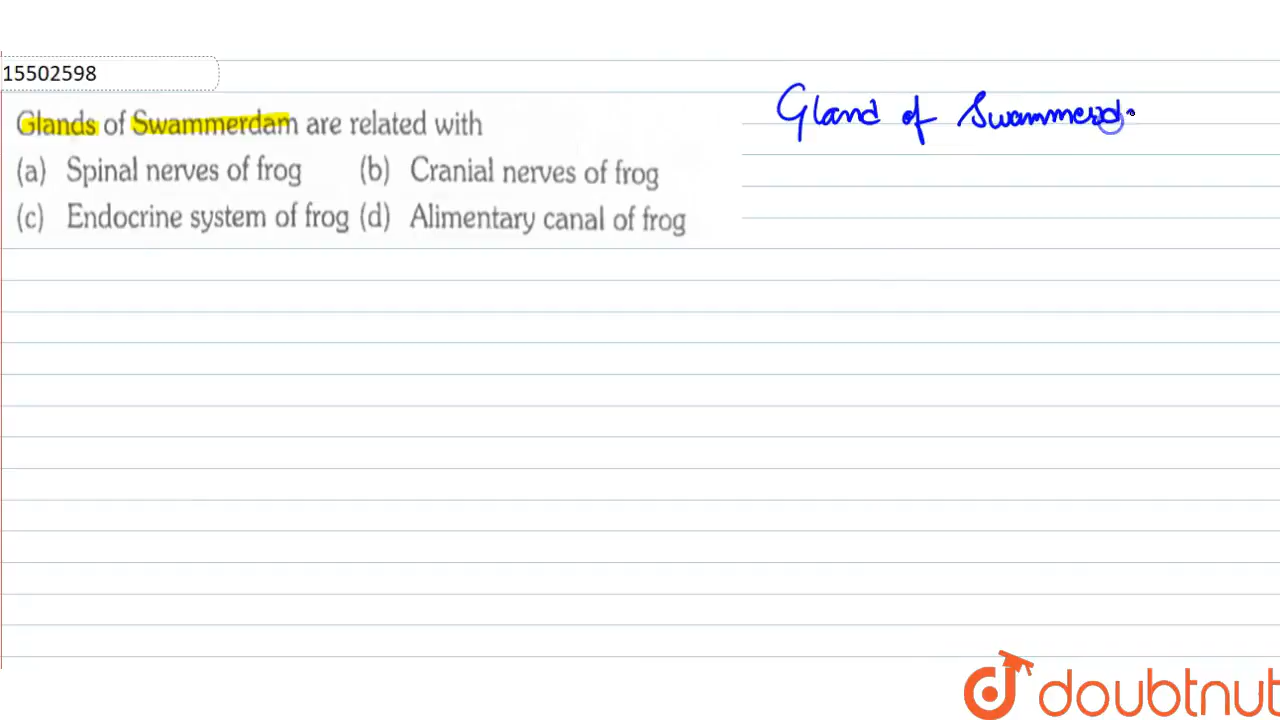 15502598
Glands of Swammerdam are related with
(a) Spinal nerves of frog (b) Cranial nerves of frog
(c) Endocrine system of frog (d) Alimentary canal of frog
Gland of Swammerd
doubtnut